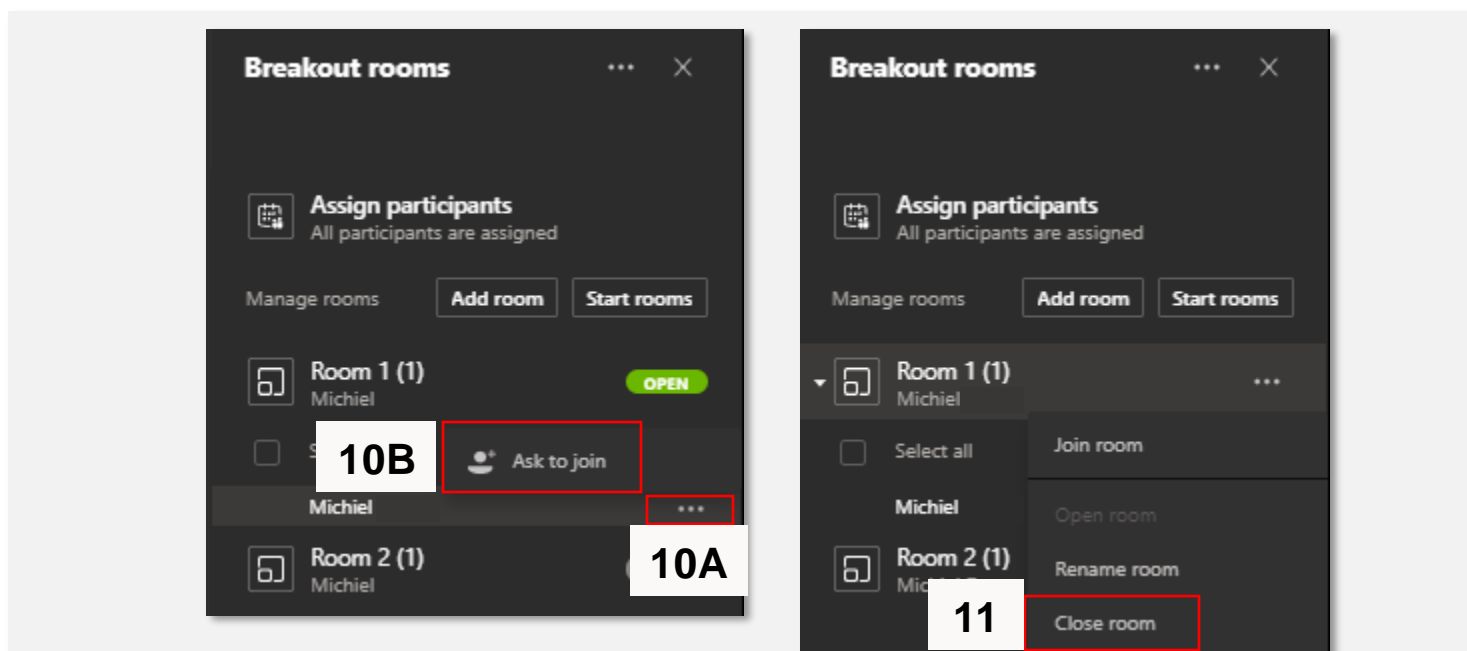 Breakout rooms
Assign participants
All participants are assigned
Manage rooms
Add room
Start rooms
Room 1 (1)
OPEN
Michiel
10B
Ask to join
Michiel
10A
Room 2 (1)
Michiel
Breakout rooms
Assign participants
All participants are assigned
Manage rooms
Add room
Start rooms
Room 1 (1)
Michiel
Select all
Join room
Michiel
Open room
Room 2 (1)
Rename room
11
Close room